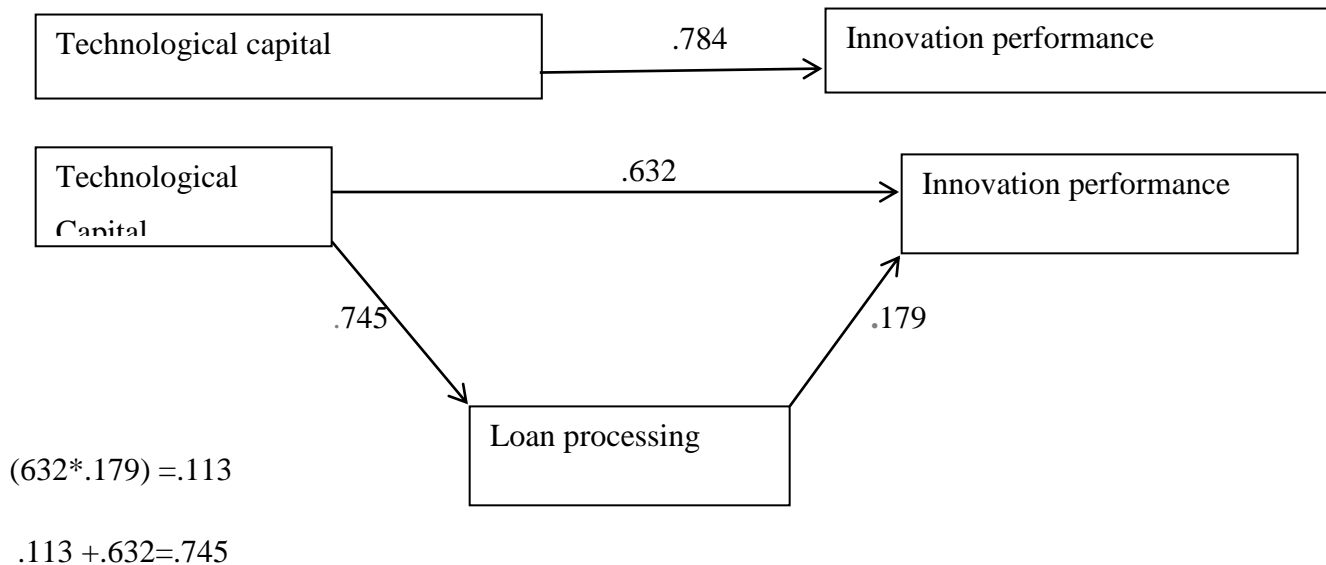 Technological capital
.784
Innovation performance
Technological
Capital
.632
Innovation performance
.745
.179
Loan processing
(632*.179) =.113
.113 +.632=.745